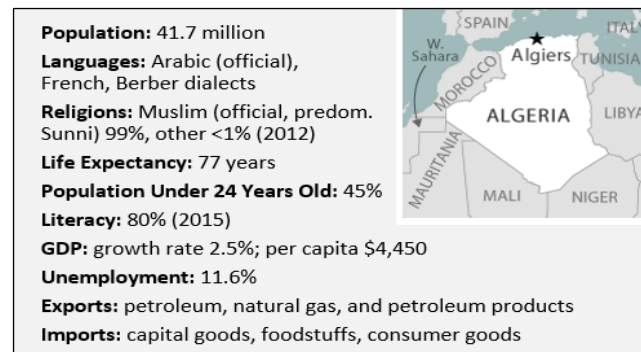 Population: 41.7 million
Languages: Arabic (official),
French, Berber dialects
Religions: Muslim (official, predom.
Sunni) 99%, other <1% (2012)
Life Expectancy: 77 years
Population Under 24 Years Old: 45%
Literacy: 80% (2015)
GDP: growth rate 2.5%; per capita $4,450
Unemployment: 11.6%
Exports: petroleum, natural gas, and petroleum products
Imports: capital goods, foodstuffs, consumer goods
SPAIN
ITALY
W.
Sahara
Algiers
TUNISIA
MOROCCO
ALGERIA
LIBYA
MAURITANIA
MALI
NIGER